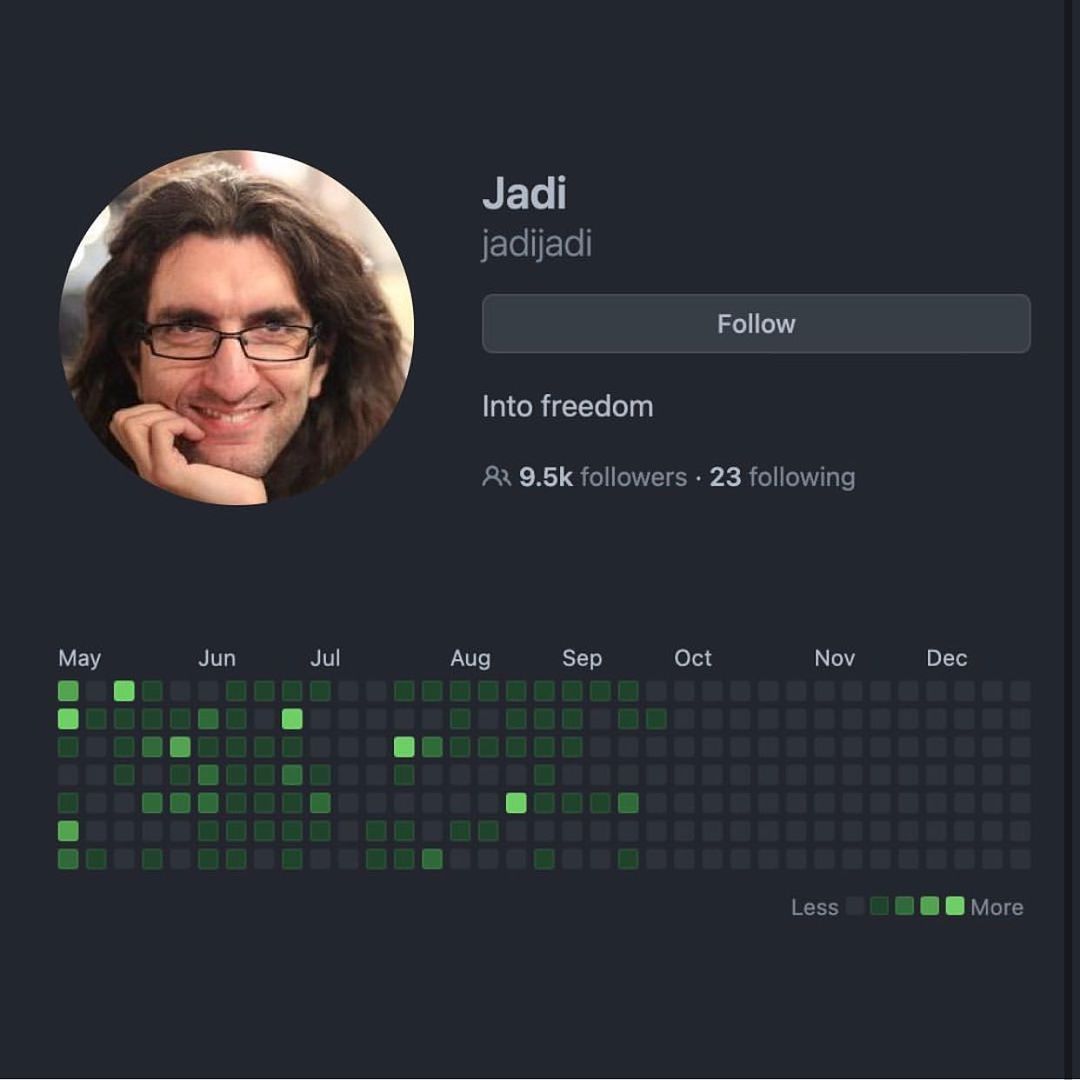 Jadi
jadijadi
Follow
Into freedom
9.5k followers · 23 following
May Jun Jul Aug Sep Oct Nov Dec
Less More